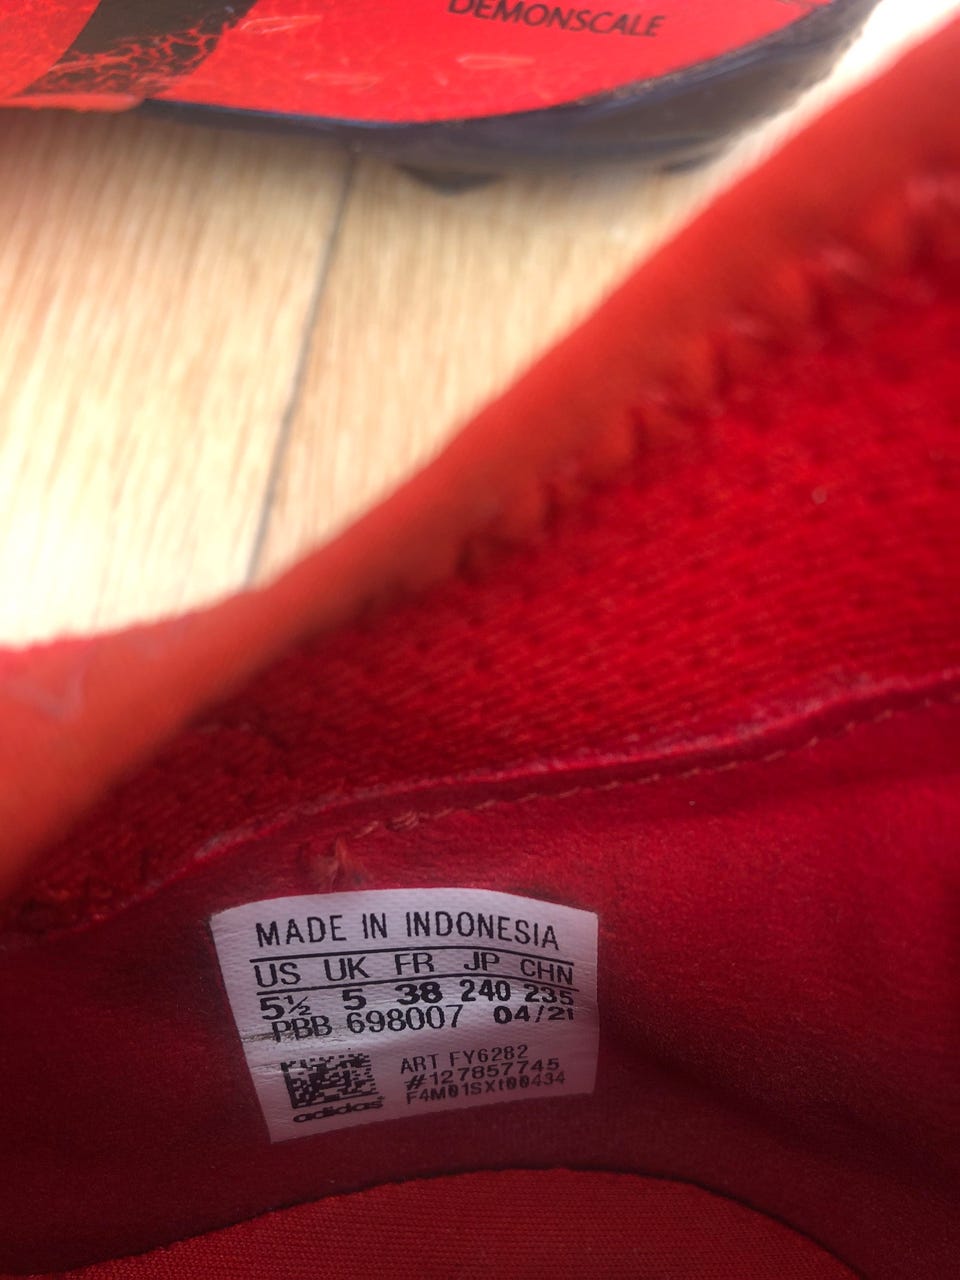 DEMONSCALE
MADE IN INDONESIA
US UK FR JP CHN
5½ 5 38 240 235
PBB 698007 04/21
ART FY6282
#127857745
F4M01SXt00434
adidas